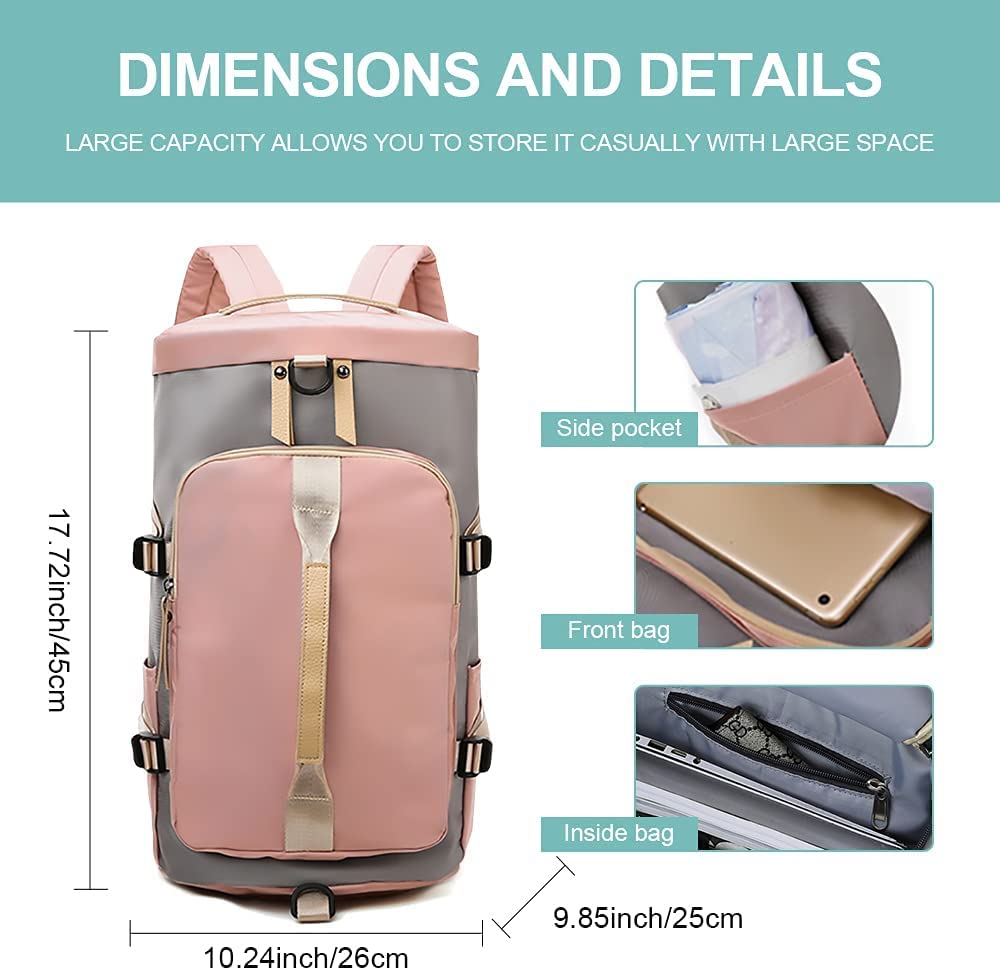 DIMENSIONS AND DETAILS
LARGE CAPACITY ALLOWS YOU TO STORE IT CASUALLY WITH LARGE SPACE
Side pocket
17.72inch/45cm
Front bag
Inside bag
9.85inch/25cm
10.24inch/26cm